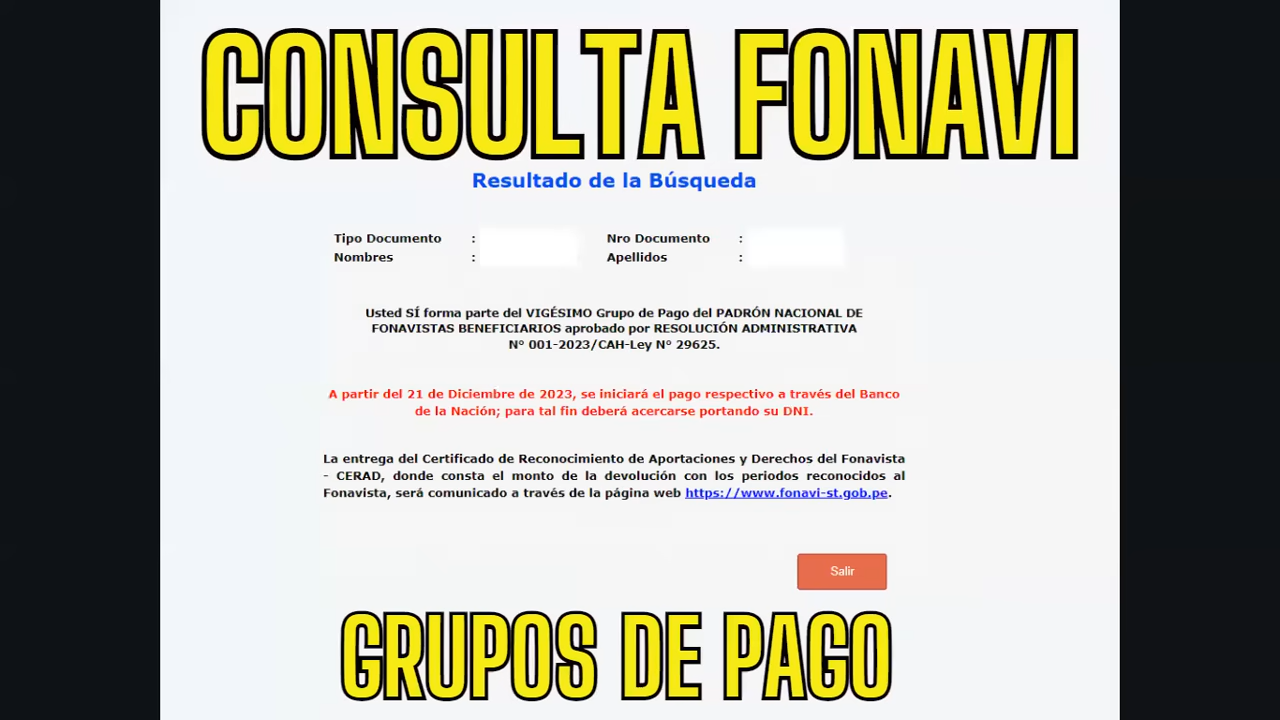 CONSULTA FONAVI
Resultado de la Búsqueda
Tipo Documento : Nro Documento :
Nombres : Apellidos :
Usted SÍ forma parte del VIGÉSIMO Grupo de Pago del PADRÓN NACIONAL DE
FONAVISTAS BENEFICIARIOS aprobado por RESOLUCIÓN ADMINISTRATIVA
N° 001-2023/CAH-Ley N° 29625.
A partir del 21 de Diciembre de 2023, se iniciará el pago respectivo a través del Banco
de la Nación; para tal fin deberá acercarse portando su DNI.
La entrega del Certificado de Reconocimiento de Aportaciones y Derechos del Fonavista
- CERAD, donde consta el monto de la devolución con los periodos reconocidos al
Fonavista, será comunicado a través de la página web https://www.fonavi-st.gob.pe.
Salir
GRUPOS DE PAGO